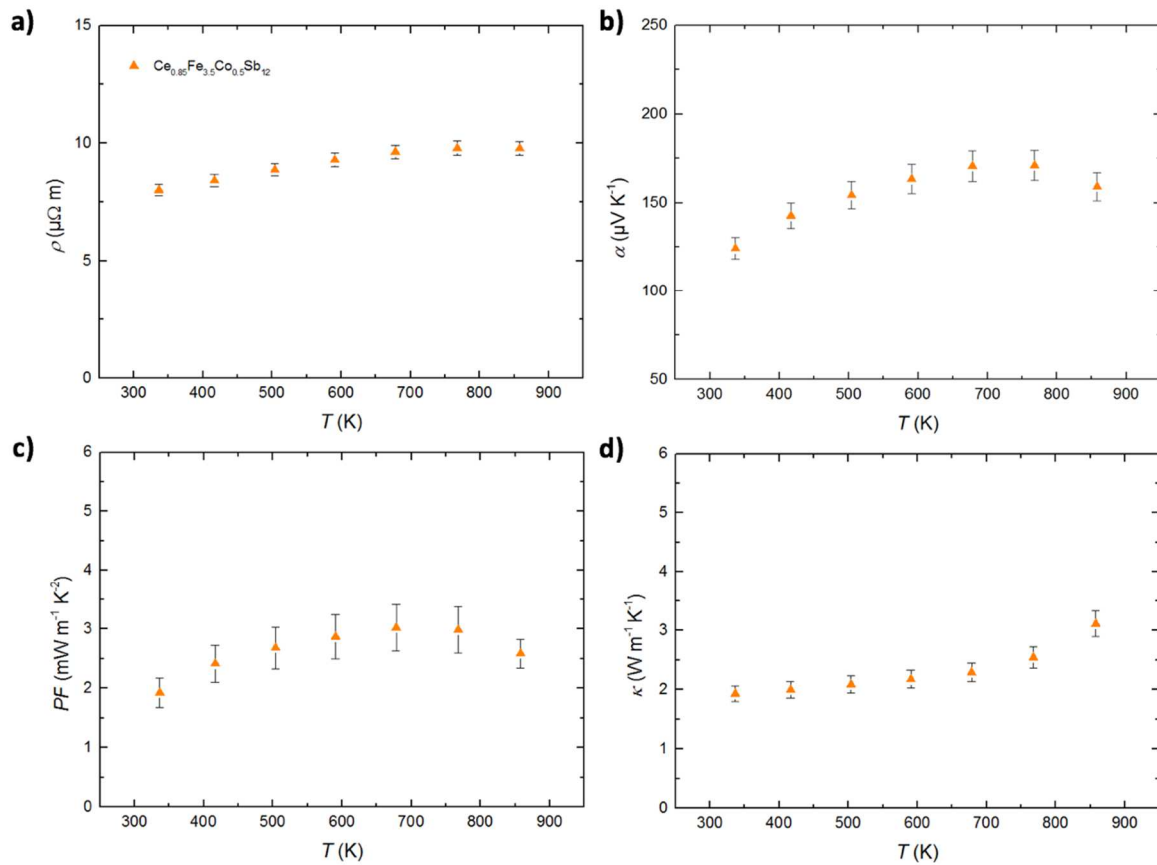 a)
15
10
5
0
ρ (μΩ m)
Ce0.85Fe3.5Co0.5Sb12
300 400 500 600 700 800 900
T (K)
b)
250
200
150
100
50
α (μV K-1)
300 400 500 600 700 800 900
T (K)
c)
6
5
4
3
2
1
0
PF (mW m-1 K-2)
300 400 500 600 700 800 900
T (K)
d)
6
5
4
3
2
1
0
κ (W m-1 K-1)
300 400 500 600 700 800 900
T (K)